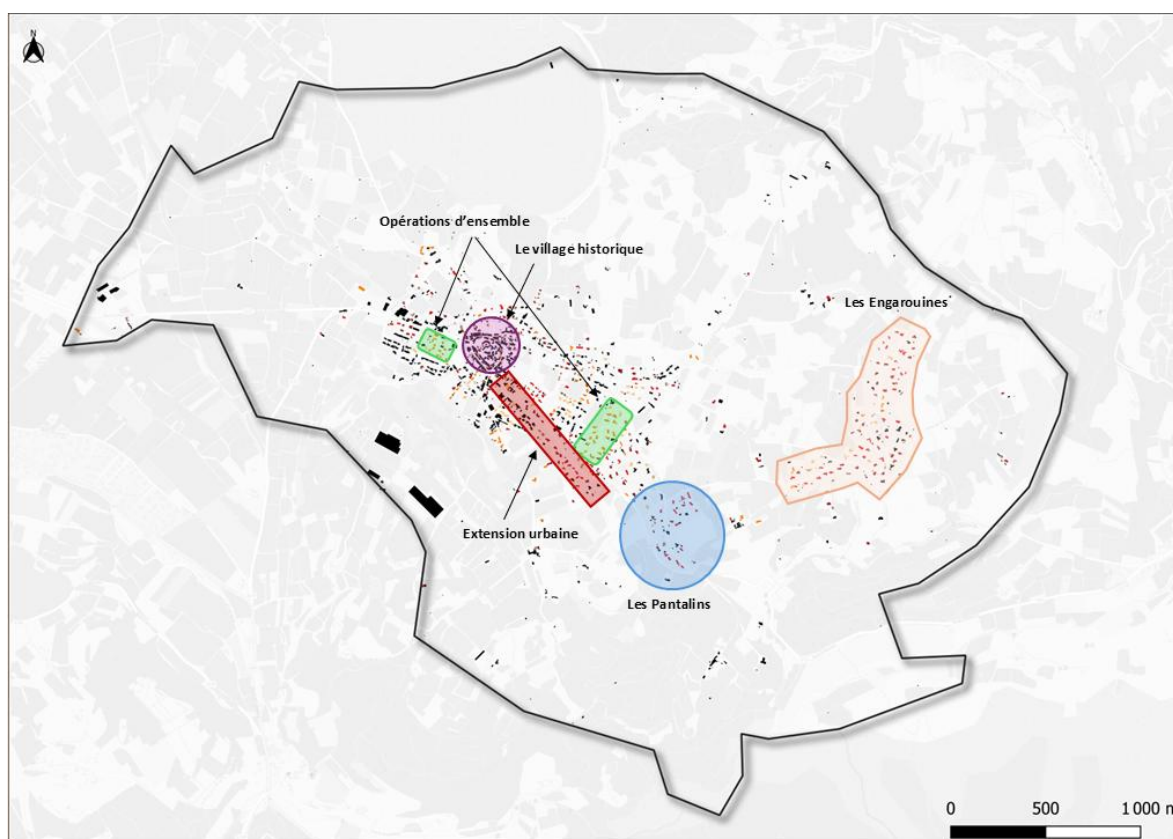 N
Opérations d’ensemble
Le village historique
Les Engarouines
Extension urbaine
Les Pantalins
0 500 1 000 m